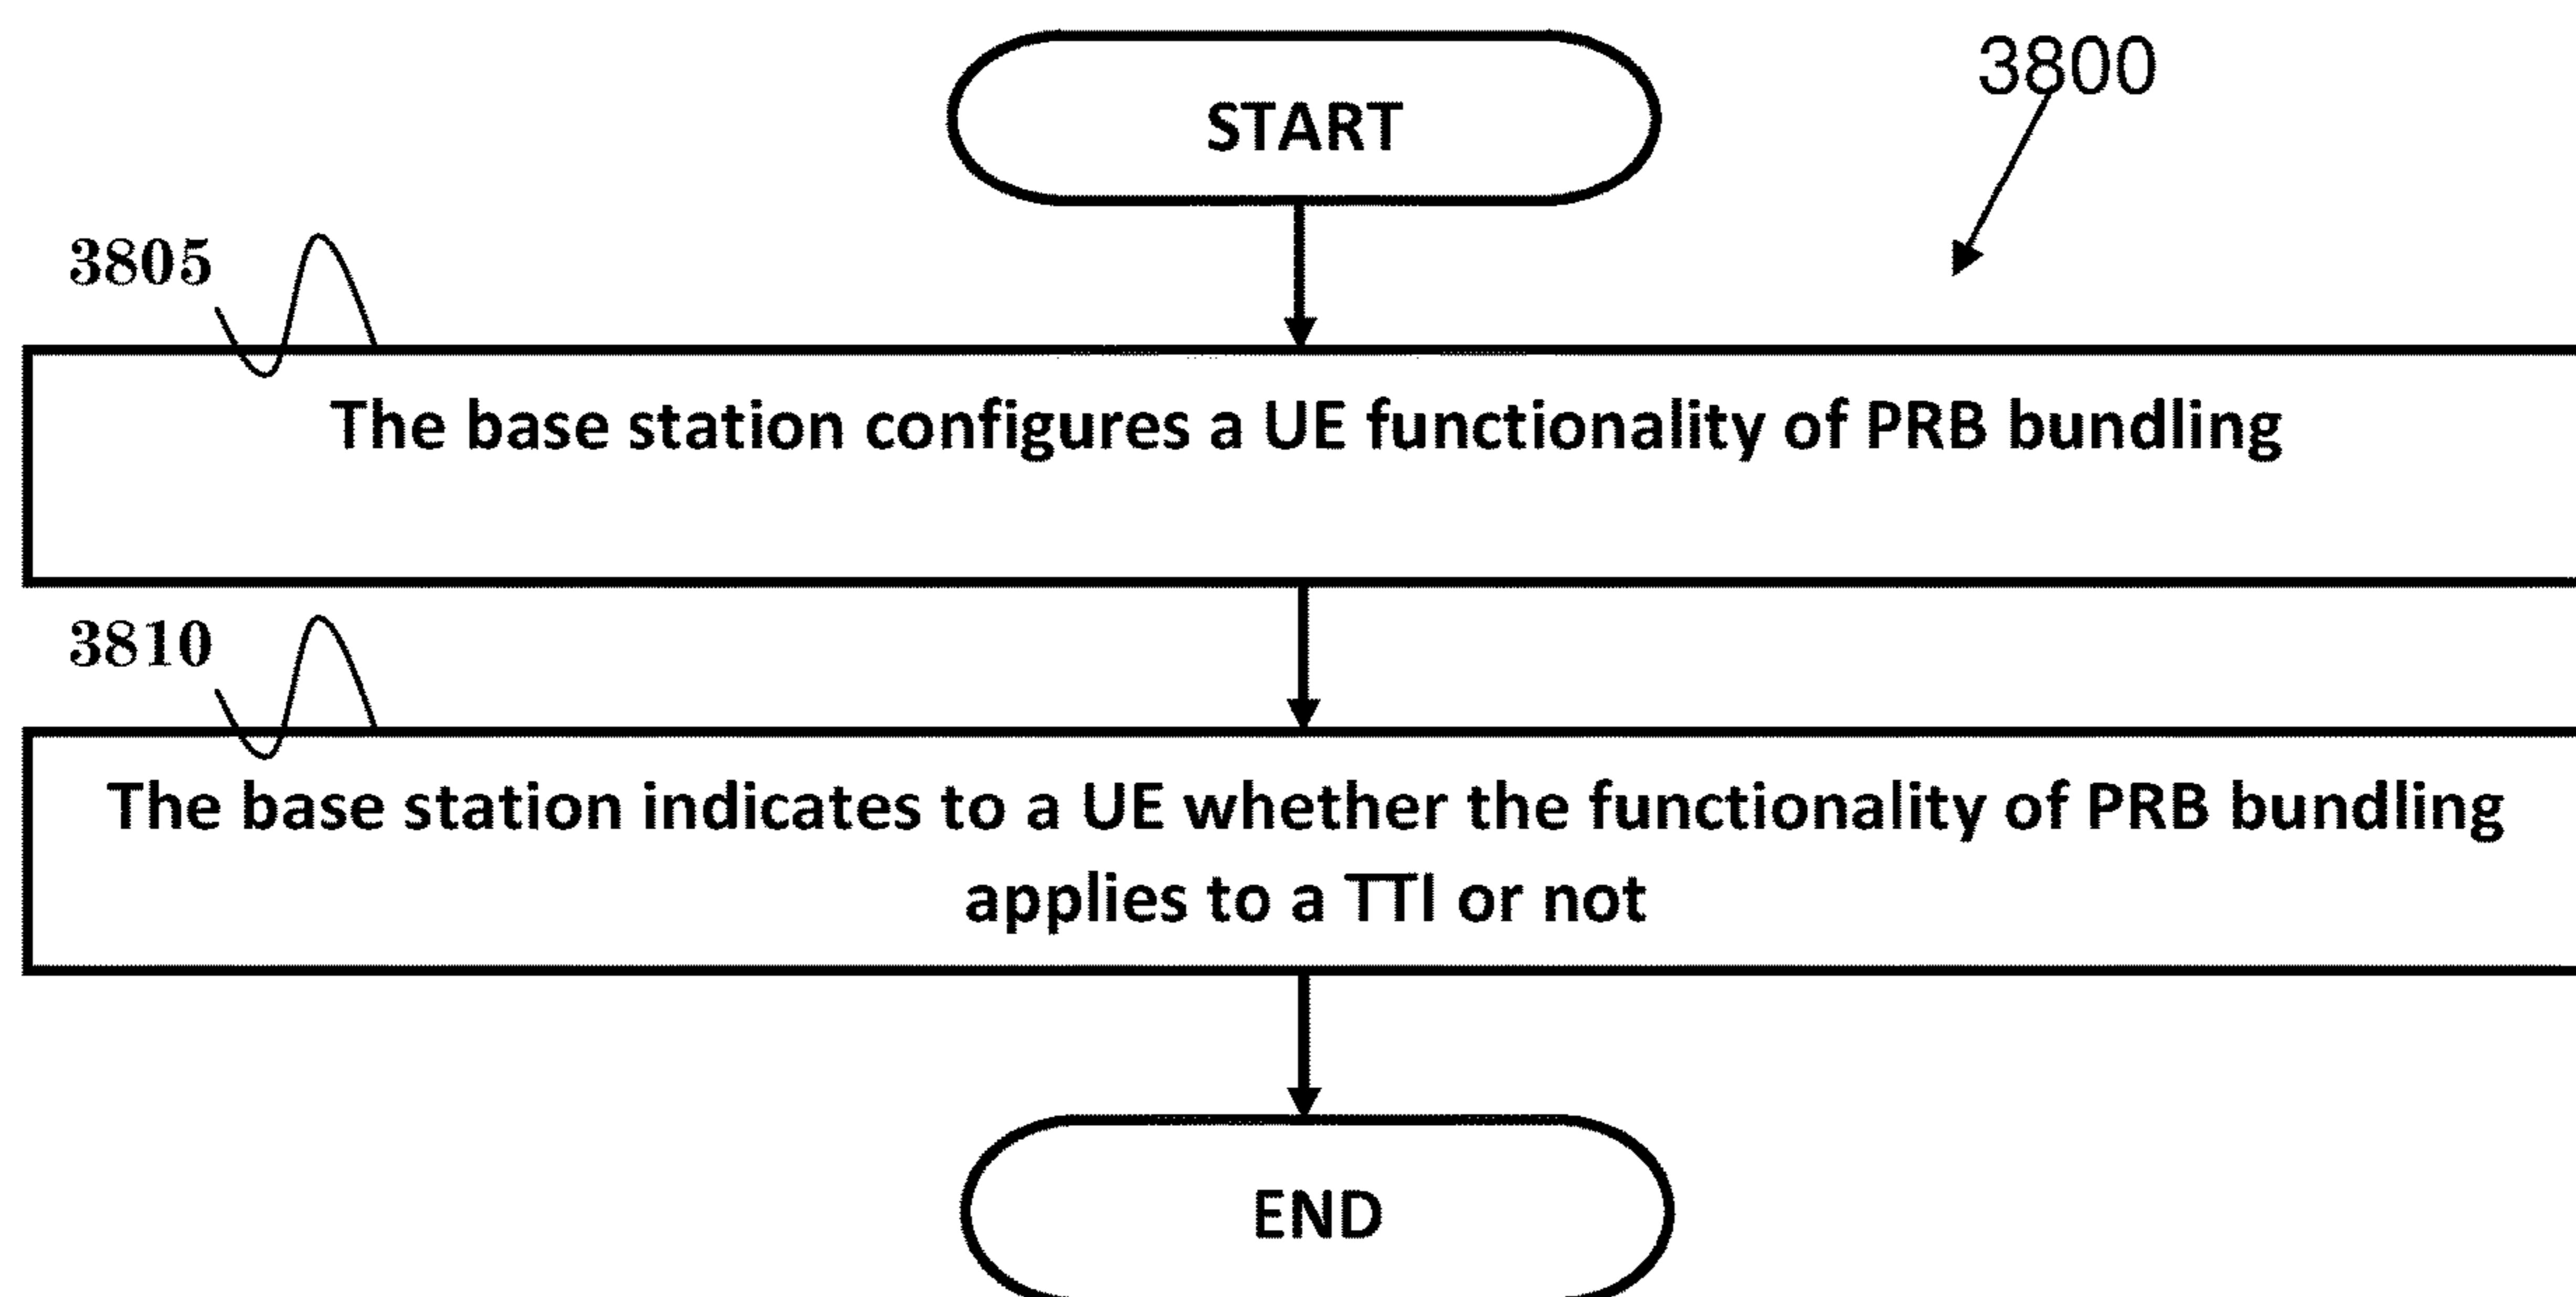 START
3800
3805
The base station configures a UE functionality of PRB bundling
3810
The base station indicates to a UE whether the functionality of PRB bundling
applies to a TTI or not
END